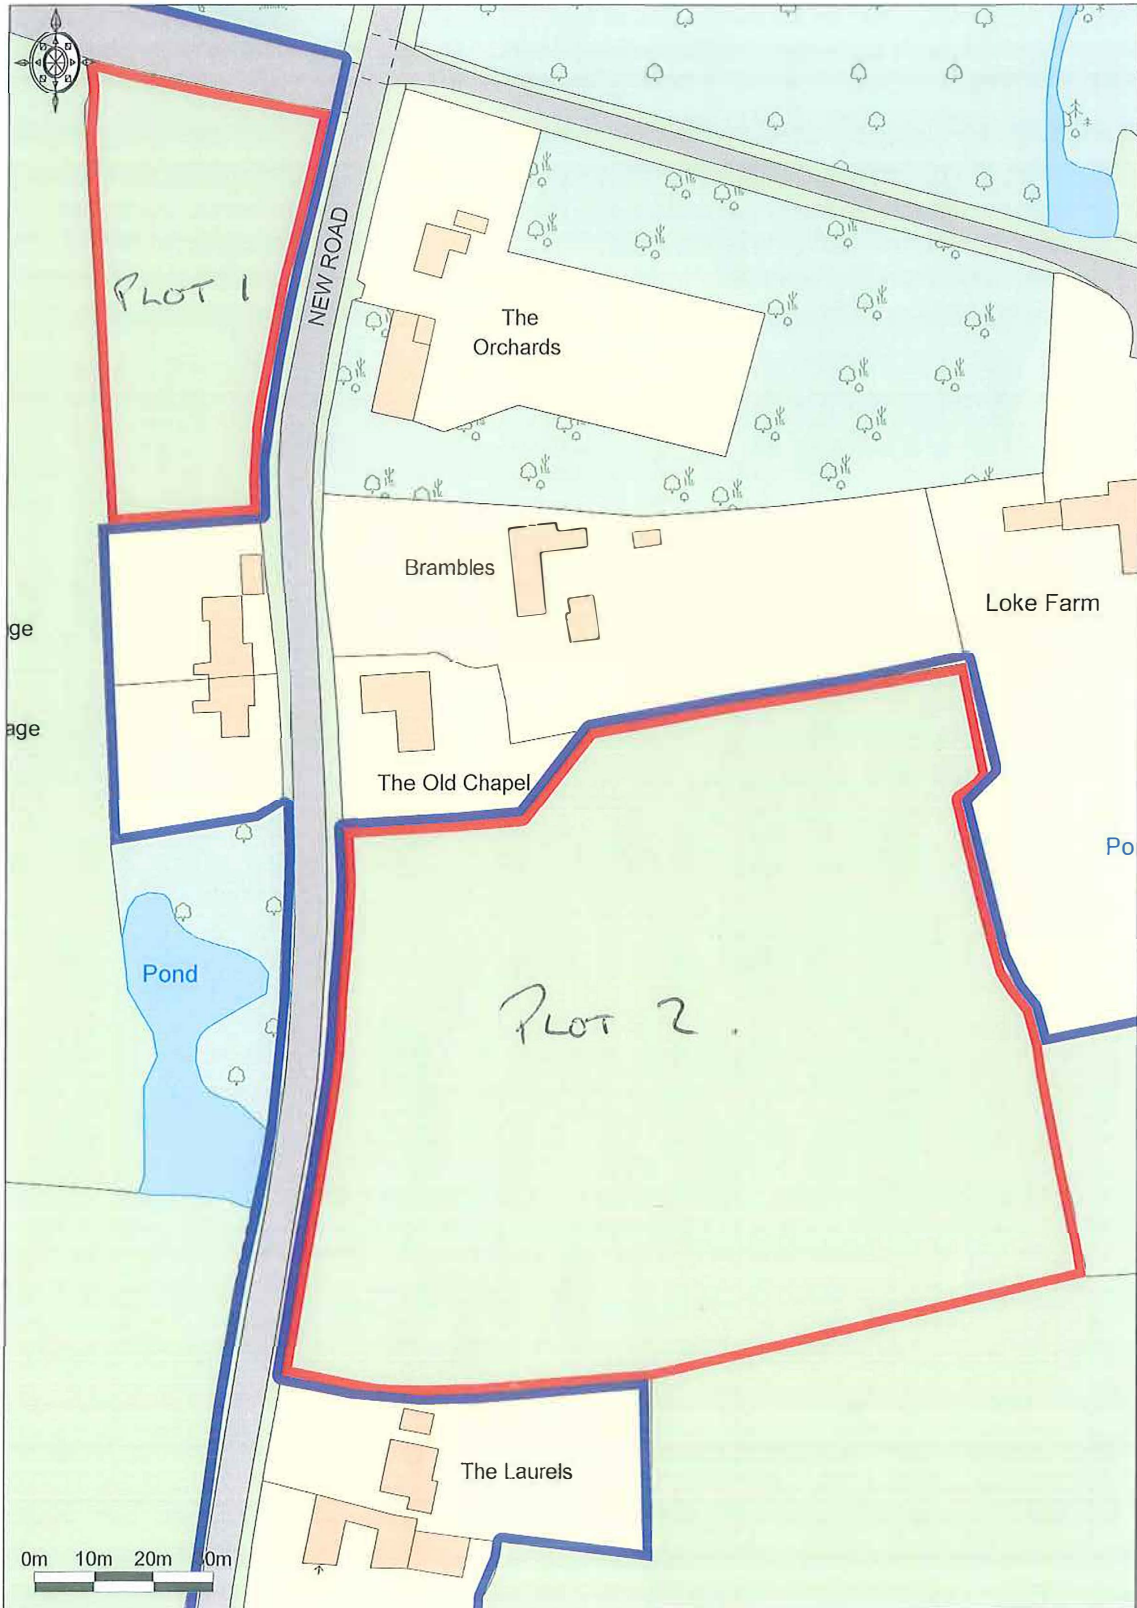 PLOT 1
NEW ROAD
The
Orchards
Brambles
Loke Farm
ge
age
The Old Chapel
Po
Pond
PLOT 2.
The Laurels
0m 10m 20m 30m